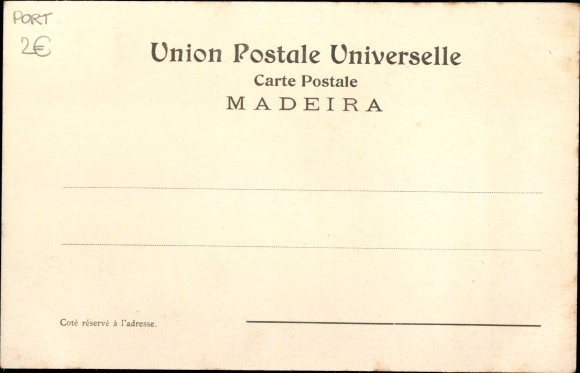 PORT
2€
Union Postale Universelle
Carte Postale
MADEIRA
Coté réservé à l'adresse.